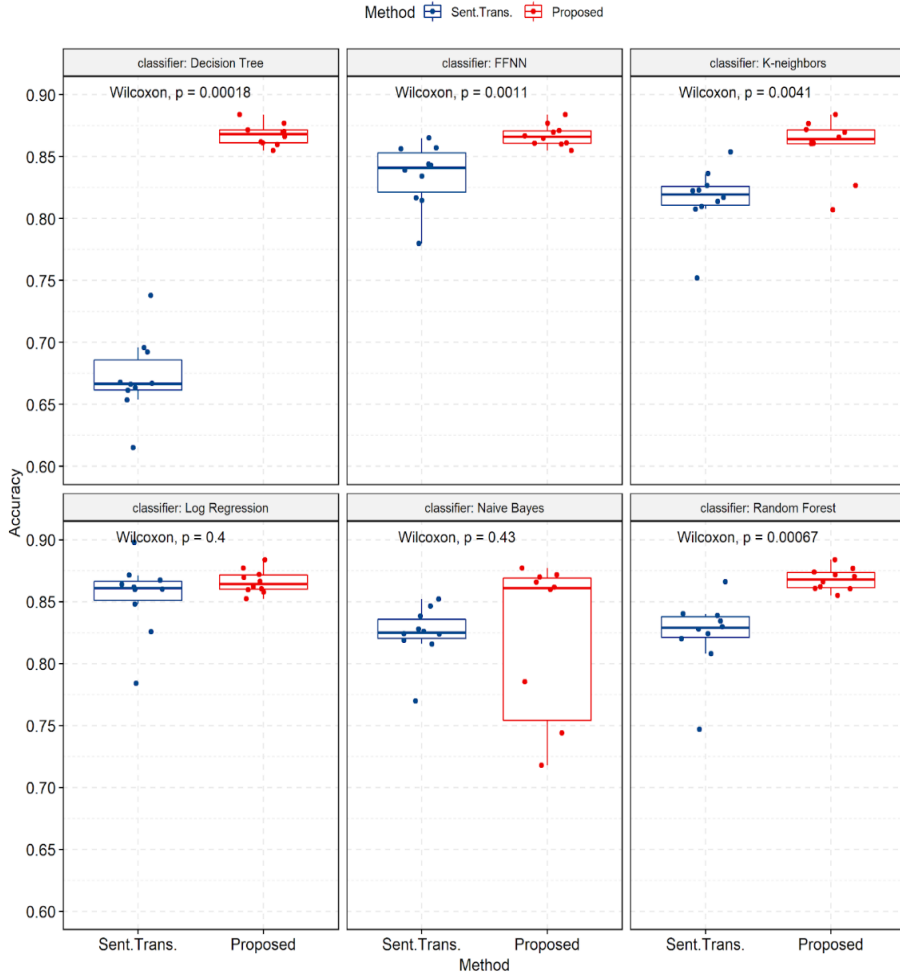 Method Sent.Trans. Proposed
classifier: Decision Tree
classifier: FFNN
classifier: K-neighbors
Wilcoxon, p = 0.00018
Wilcoxon, p = 0.0011
Wilcoxon, p = 0.0041
0.90
0.85
0.80
0.75
0.70
0.65
0.60
Accuracy
classifier: Log Regression
classifier: Naive Bayes
classifier: Random Forest
Wilcoxon, p = 0.4
Wilcoxon, p = 0.43
Wilcoxon, p = 0.00067
0.90
0.85
0.80
0.75
0.70
0.65
0.60
Sent.Trans. Proposed
Sent.Trans. Proposed
Sent.Trans. Proposed
Method